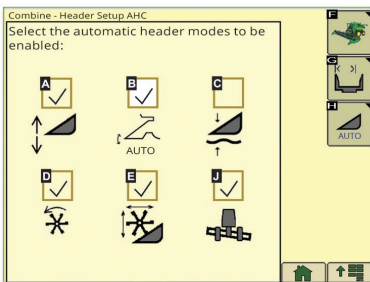 Combine - Header Setup AHC
Select the automatic header modes to be
enabled:
A
B
C
AUTO
D
E
J
F
G
H
AUTO